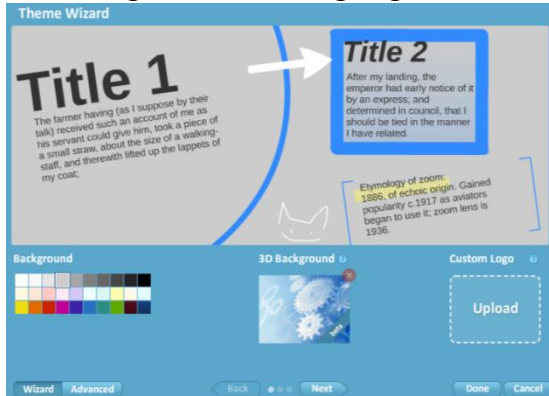 Theme Wizard
Title 1
The farmer having (as I suppose by their
talk) received such an account of me as
his servant could give him, took a piece of
a small straw, about the size of a walking-
staff, and therewith lifted up the lappets of
my coat;
Title 2
After my landing, the
emperor had early notice of it
by an express; and
determined in council, that I
should be tied in the manner
I have related.
Etymology of zoom:
1886, of echoic origin. Gained
popularity c.1917 as aviators
began to use it; zoom lens is
1936.
Background
3D Background ?
Custom Logo ?
beta
Upload
Wizard Advanced
Back
Next
Done
Cancel